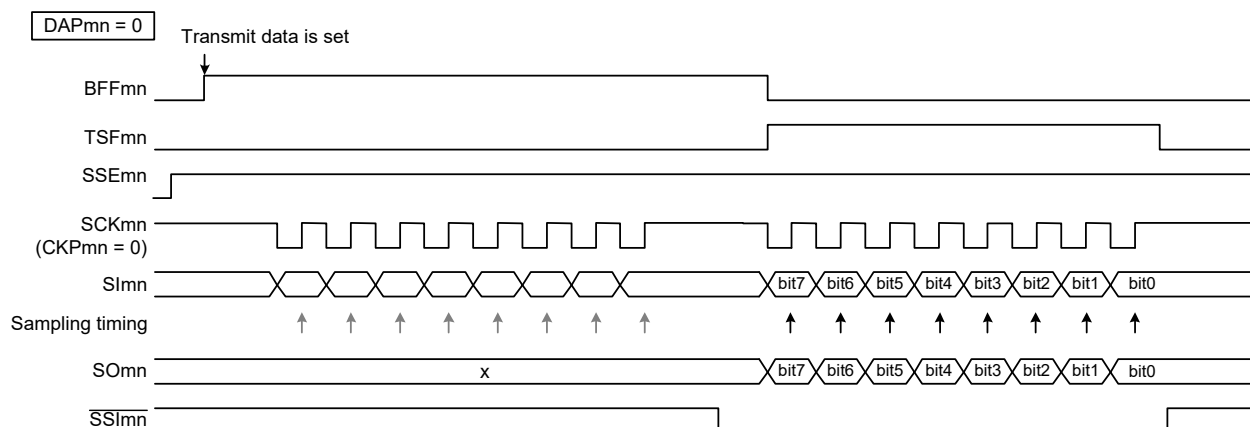 DAPmn = 0
Transmit data is set
BFFmn
TSFmn
SSEmn
SCKmn
(CKPmn = 0)
SImn bit7 bit6 bit5 bit4 bit3 bit2 bit1 bit0
Sampling timing
SOmn x bit7 bit6 bit5 bit4 bit3 bit2 bit1 bit0
SSImn